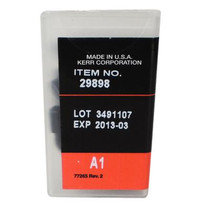 MADE IN U.S.A.
KERR CORPORATION
ITEM NO.
29898
LOT 3491107
EXP 2013-03
A1
77265 Rev.2